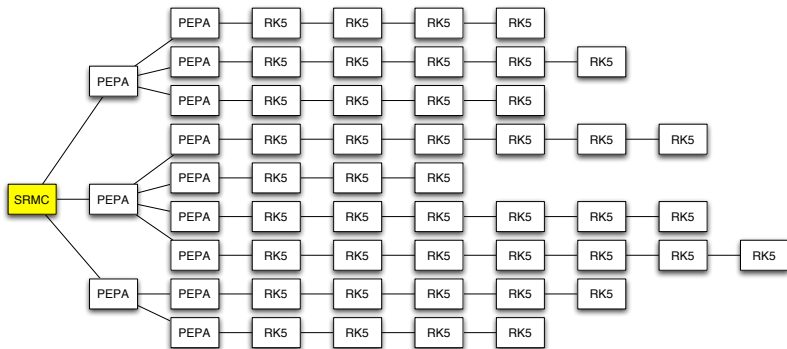 PEPA RK5 RK5 RK5 RK5
PEPA RK5 RK5 RK5 RK5 RK5
PEPA
PEPA RK5 RK5 RK5 RK5
PEPA RK5 RK5 RK5 RK5 RK5 RK5
PEPA RK5 RK5 RK5
SRMC PEPA
PEPA RK5 RK5 RK5 RK5 RK5 RK5
PEPA RK5 RK5 RK5 RK5 RK5 RK5 RK5
PEPA PEPA RK5 RK5 RK5 RK5 RK5
PEPA RK5 RK5 RK5 RK5